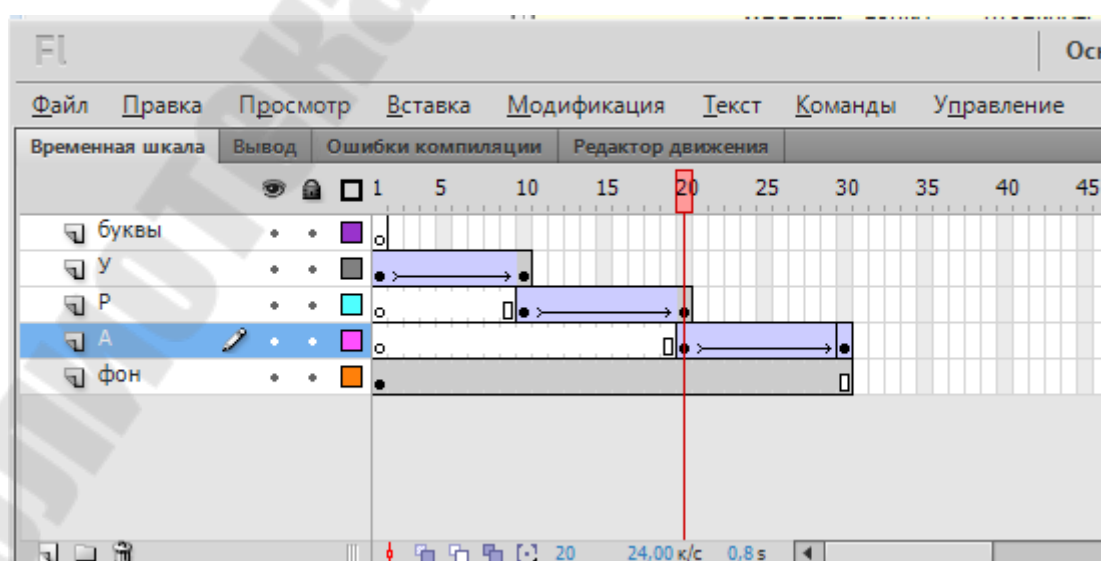 Fl
Файл Правка Просмотр Вставка Модификация Текст Команды Управление
Временная шкала Вывод Ошибки компиляции Редактор движения
1 5 10 15 20 25 30 35 40 45
буквы
У
Р
А
фон
20 24,00 к/с 0,8 s